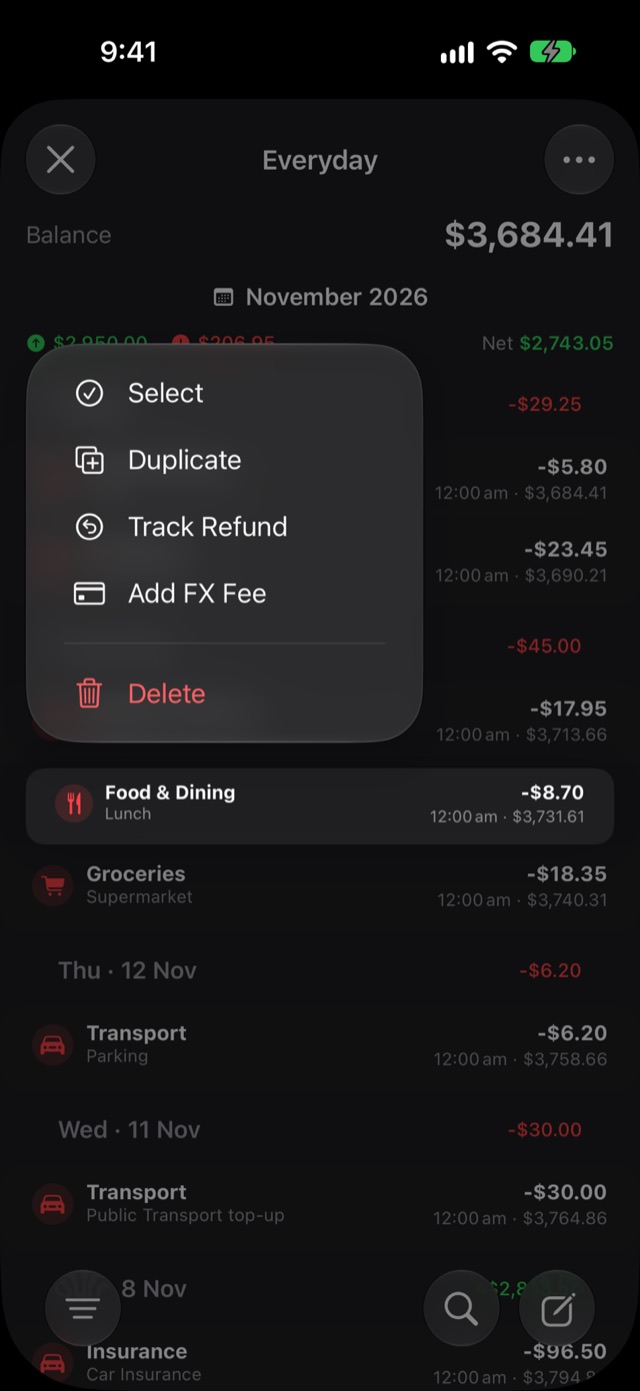 9:41
Everyday
Balance
$3,684.41
November 2026
$2,950.00 $206.95 Net $2,743.05
Select
-$29.25
Duplicate
-$5.80
12:00 am · $3,684.41
Track Refund
-$23.45
12:00 am · $3,690.21
Add FX Fee
-$45.00
Delete
-$17.95
12:00 am · $3,713.66
Food & Dining -$8.70
Lunch 12:00 am · $3,731.61
Groceries -$18.35
Supermarket 12:00 am · $3,740.31
Thu · 12 Nov -$6.20
Transport -$6.20
Parking 12:00 am · $3,758.66
Wed · 11 Nov -$30.00
Transport -$30.00
Public Transport top-up 12:00 am · $3,764.86
8 Nov
Insurance -$96.50
Car Insurance 12:00 am